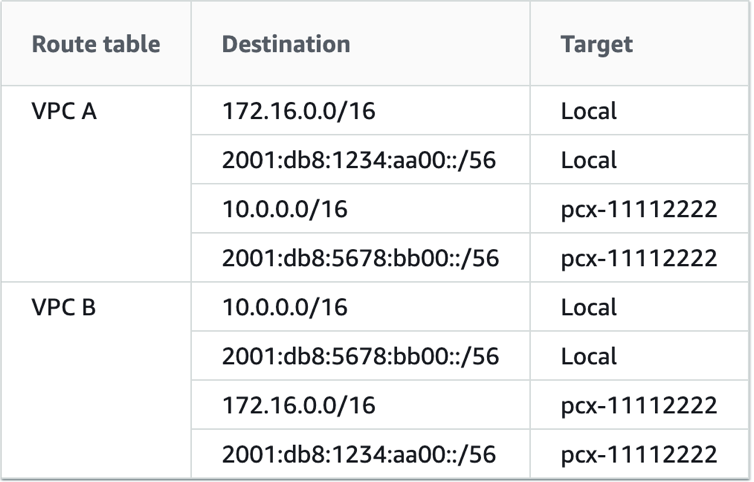 Route table Destination Target
VPC A 172.16.0.0/16 Local
2001:db8:1234:aa00::/56 Local
10.0.0.0/16 pcx-11112222
2001:db8:5678:bb00::/56 pcx-11112222
VPC B 10.0.0.0/16 Local
2001:db8:5678:bb00::/56 Local
172.16.0.0/16 pcx-11112222
2001:db8:1234:aa00::/56 pcx-11112222